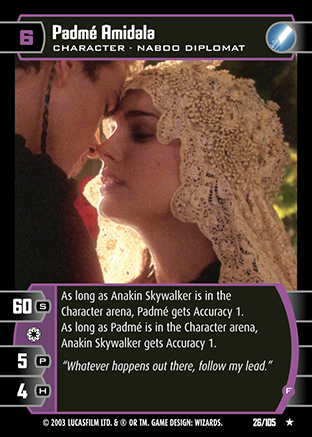 6
Padmé Amidala
CHARACTER · NABOO DIPLOMAT
60 S
5 P
4 H
As long as Anakin Skywalker is in the
Character arena, Padmé gets Accuracy 1.
As long as Padmé is in the Character arena,
Anakin Skywalker gets Accuracy 1.
"Whatever happens out there, follow my lead."
F
© 2003 LUCASFILM LTD. & ® OR TM. GAME DESIGN: WIZARDS.
26/105